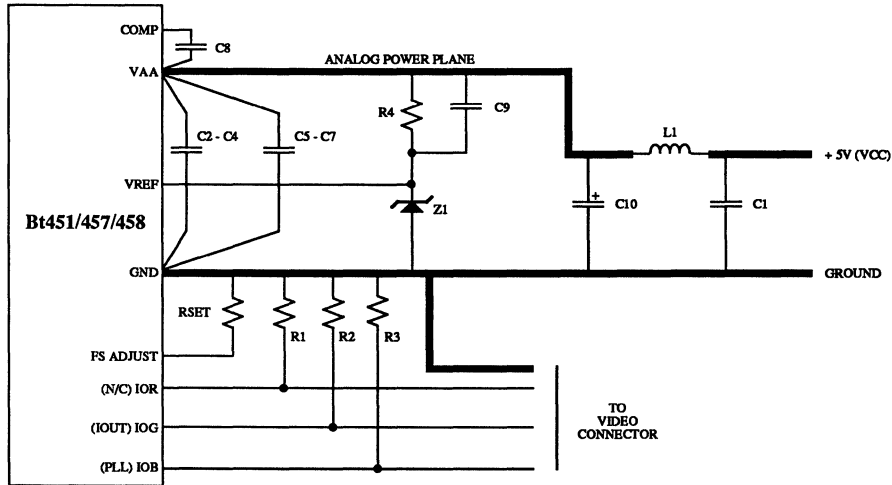 COMP
C8
VAA
ANALOG POWER PLANE
R4
C9
C2 - C4
C5 - C7
L1
+ 5V (VCC)
VREF
Z1
+
C10
C1
Bt451/457/458
GND
GROUND
RSET
R1
R2
R3
FS ADJUST
(N/C) IOR
(IOUT) IOG
(PLL) IOB
TO
VIDEO
CONNECTOR